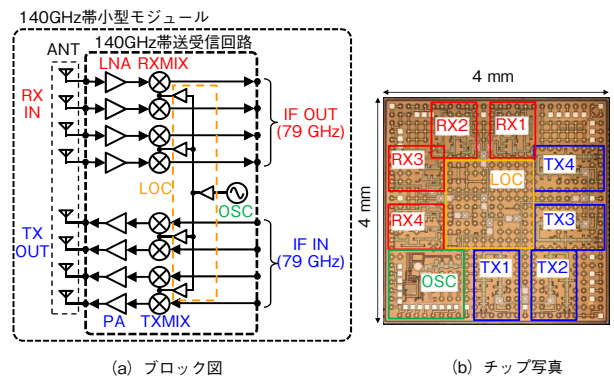 140GHz帯小型モジュール
140GHz帯送受信回路
ANT
LNA RXMIX
RX
IN
IF OUT
(79 GHz)
LOC
OSC
TX
OUT
IF IN
(79 GHz)
PA
TXMIX
(a) ブロック図
4 mm
4 mm
RX2
RX1
RX3
LOC
TX4
RX4
TX3
OSC
TX1
TX2
(b) チップ写真